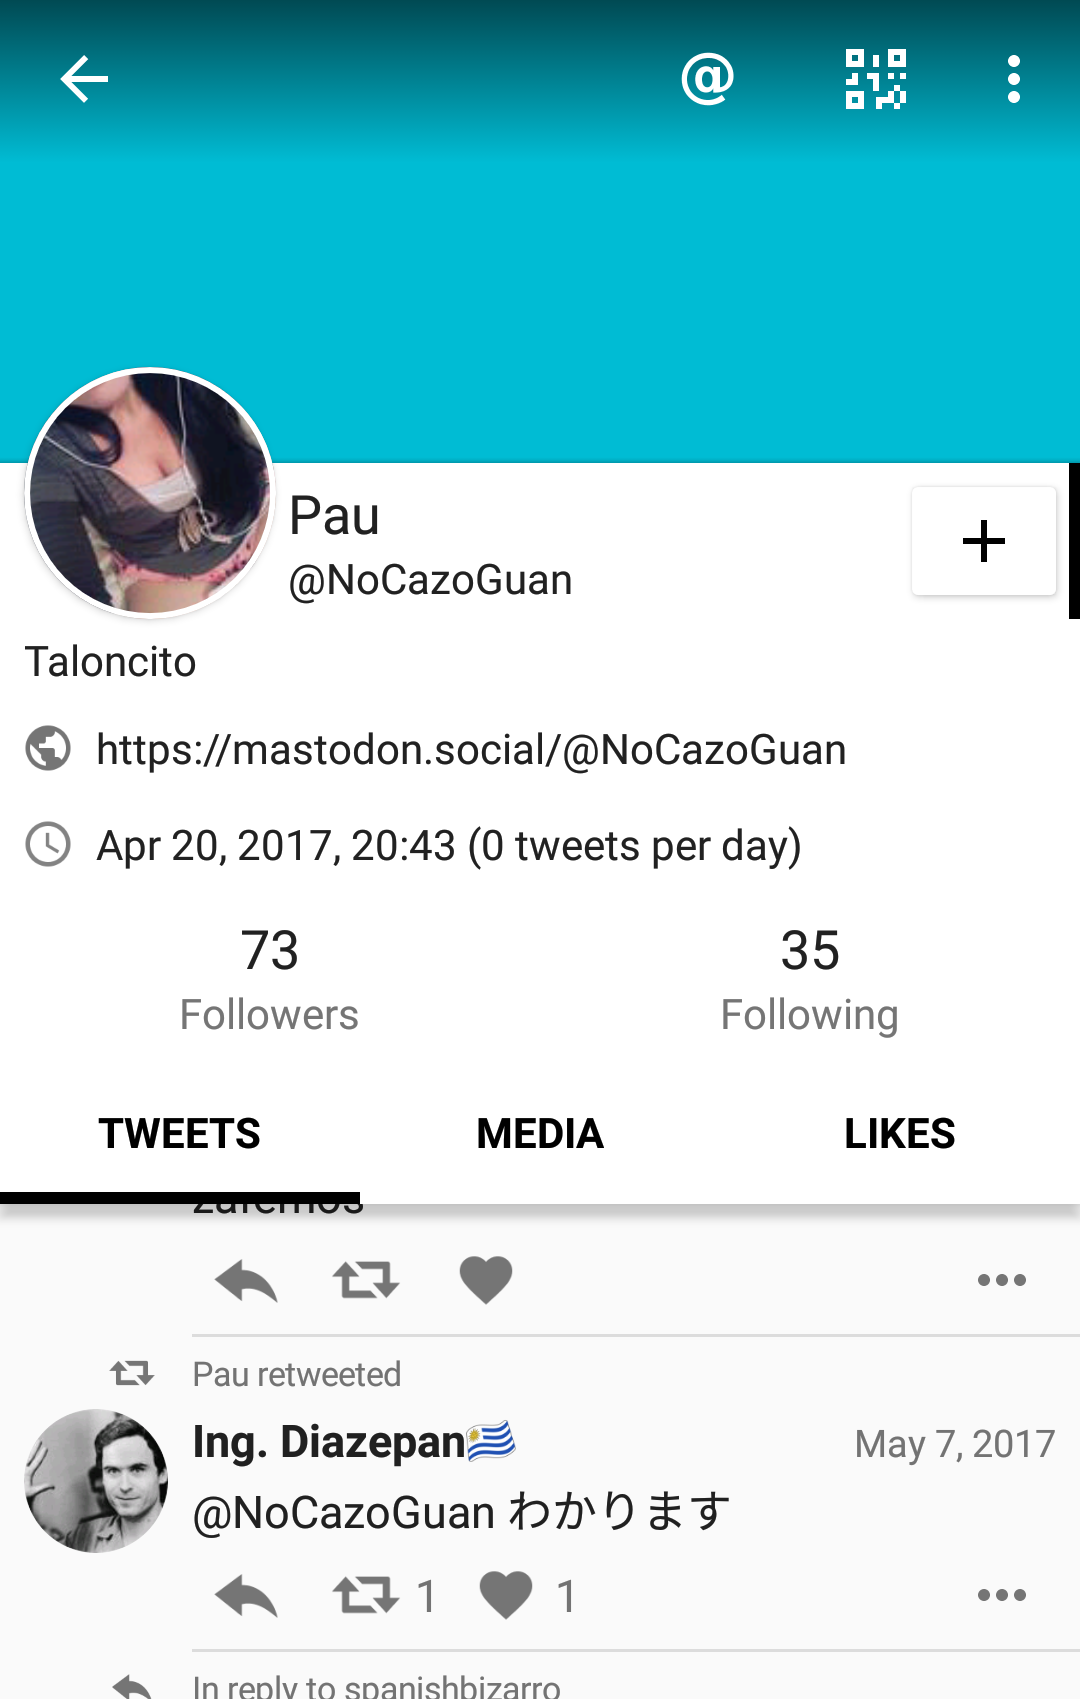 Pau
@NoCazoGuan
Taloncito
https://mastodon.social/@NoCazoGuan
Apr 20, 2017, 20:43 (0 tweets per day)
73
Followers
35
Following
TWEETS
MEDIA
LIKES
zafemos
Pau retweeted
Ing. Diazepan🇺🇾
May 7, 2017
@NoCazoGuan わかります
1
1
In reply to spanishbizarro